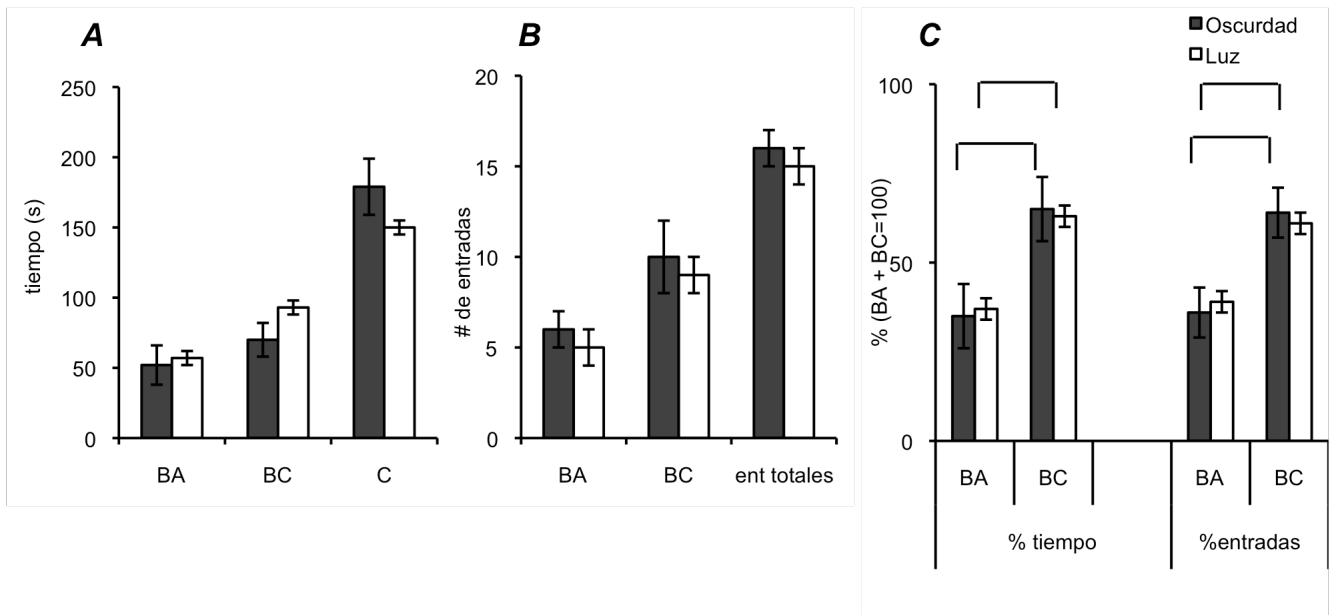 A
tiempo (s)
250
200
150
100
50
0
BA
BC
C
B
# de entradas
20
15
10
5
0
BA
BC
ent totales
C
Oscurdad
Luz
% (BA + BC=100)
100
50
0
BA
BC
BA
BC
% tiempo
%entradas